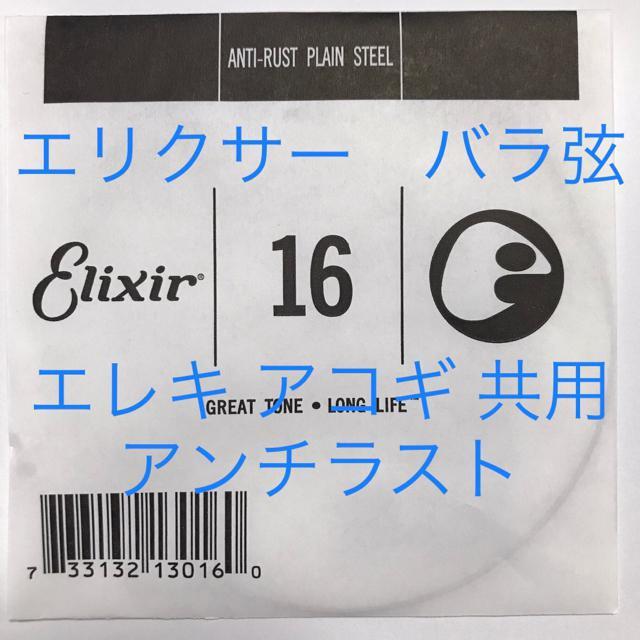 ANTI-RUST PLAIN STEEL
エリクサー　バラ弦
Elixir®
16
エレキ アコギ 共用
GREAT TONE • LONG LIFE™
アンチラスト
7 33132 13016 0